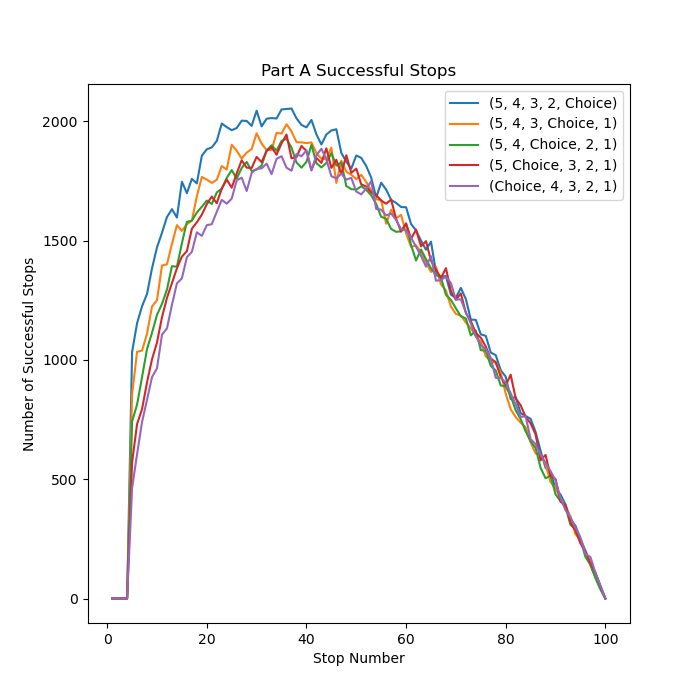 Part A Successful Stops
(5, 4, 3, 2, Choice)
(5, 4, 3, Choice, 1)
(5, 4, Choice, 2, 1)
(5, Choice, 3, 2, 1)
(Choice, 4, 3, 2, 1)
Number of Successful Stops
2000
1500
1000
500
0
0 20 40 60 80 100
Stop Number